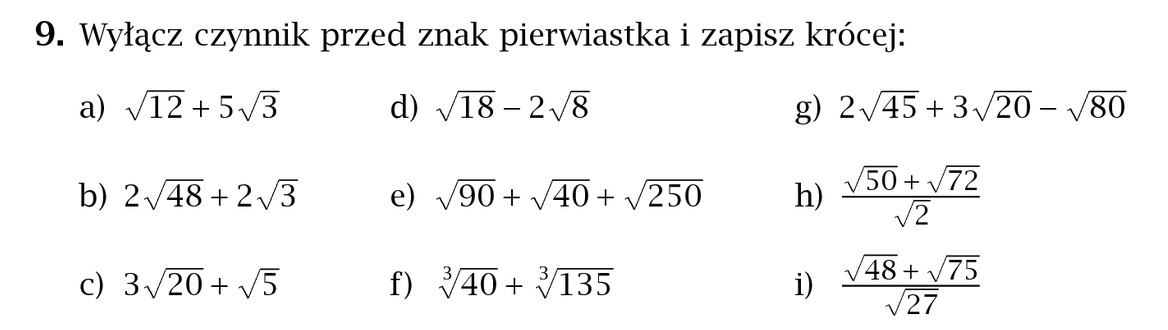 9. Wyłącz czynnik przed znak pierwiastka i zapisz krócej:
a) √12 + 5√3 d) √18 − 2√8 g) 2√45 + 3√20 − √80
b) 2√48 + 2√3 e) √90 + √40 + √250 h) (√50 + √72)/√2
c) 3√20 + √5 f) ∛40 + ∛135 i) (√48 + √75)/√27